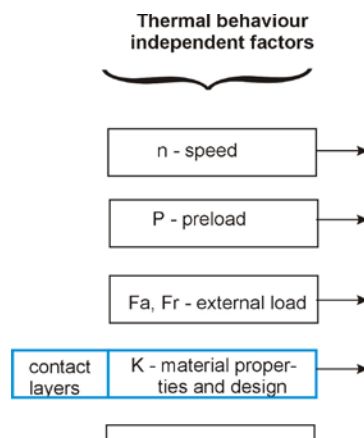 Thermal behaviour
independent factors
n - speed
P - preload
Fa, Fr - external load
contact
layers
K - material proper-
ties and design